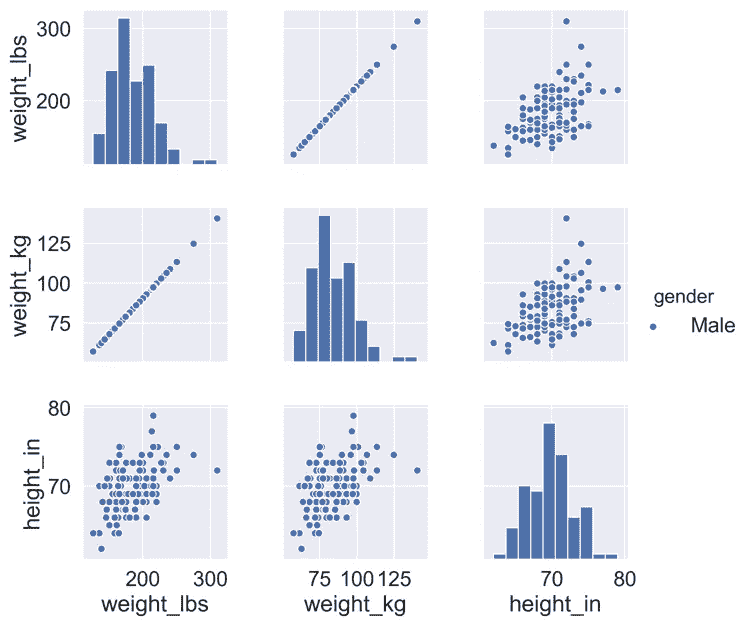 weight_lbs
300
200
weight_kg
125
100
75
gender
Male
height_in
80
70
200 300
75 100 125
70 80
weight_lbs
weight_kg
height_in